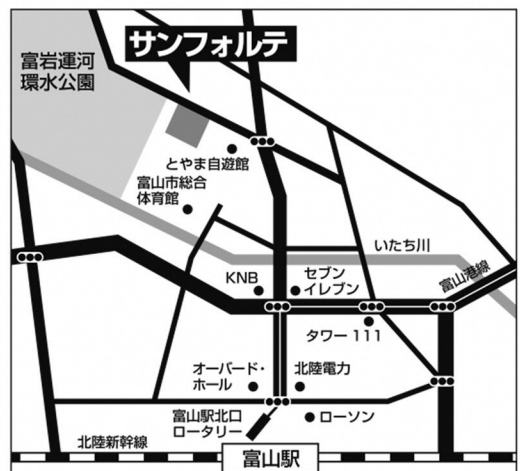 サンフォルテ
富岩運河
環水公園
とやま自遊館
富山市総合
体育館
いたち川
富山港線
KNB
セブン
イレブン
タワー 111
オーバード・
ホール
北陸電力
富山駅北口
ロータリー
ローソン
北陸新幹線
富山駅